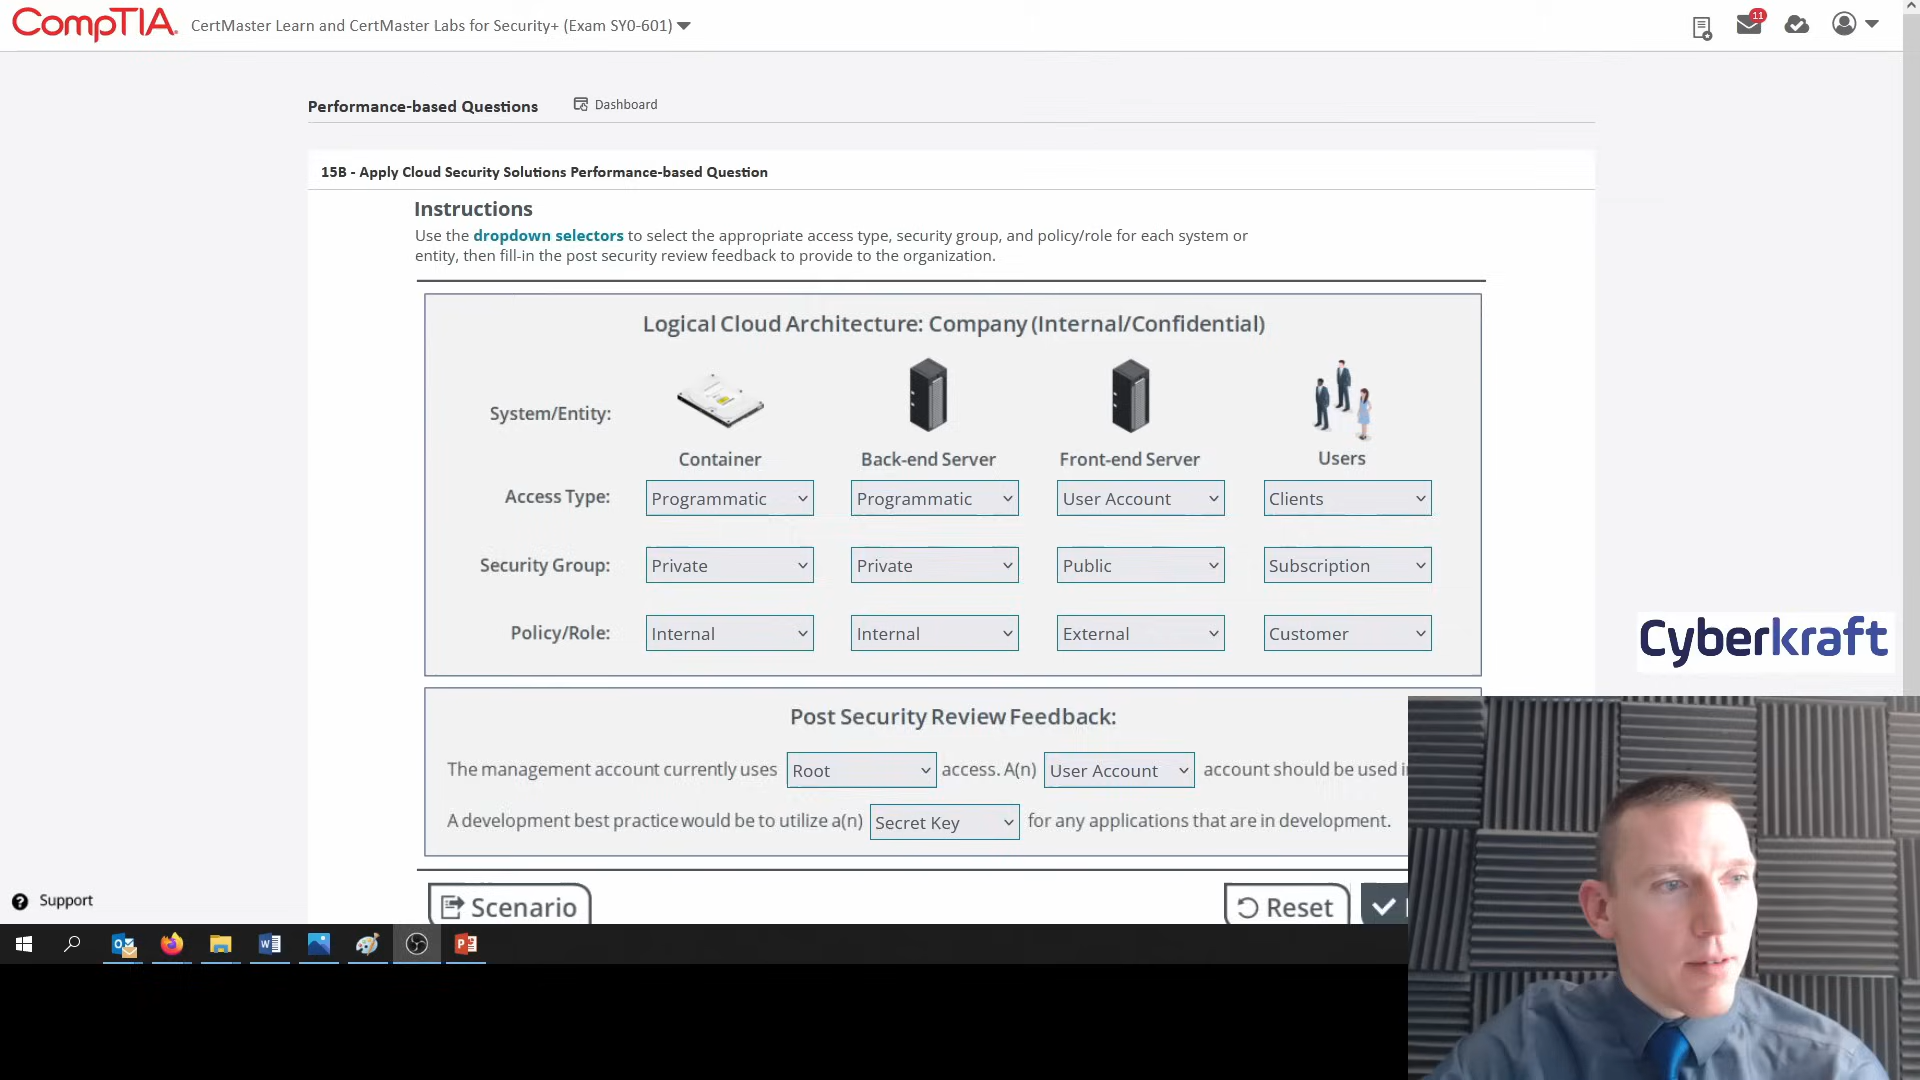 CompTIA.
CertMaster Learn and CertMaster Labs for Security+ (Exam SY0-601)
11
Performance-based Questions
Dashboard
15B - Apply Cloud Security Solutions Performance-based Question
Instructions
Use the dropdown selectors to select the appropriate access type, security group, and policy/role for each system or
entity, then fill-in the post security review feedback to provide to the organization.
Logical Cloud Architecture: Company (Internal/Confidential)
System/Entity:
Container Back-end Server Front-end Server Users
Access Type: Programmatic Programmatic User Account Clients
Security Group: Private Private Public Subscription
Policy/Role: Internal Internal External Customer
Cyberkraft
Post Security Review Feedback:
The management account currently uses Root access. A(n) User Account account should be used
A development best practice would be to utilize a(n) Secret Key for any applications that are in development.
Support
Scenario
Reset